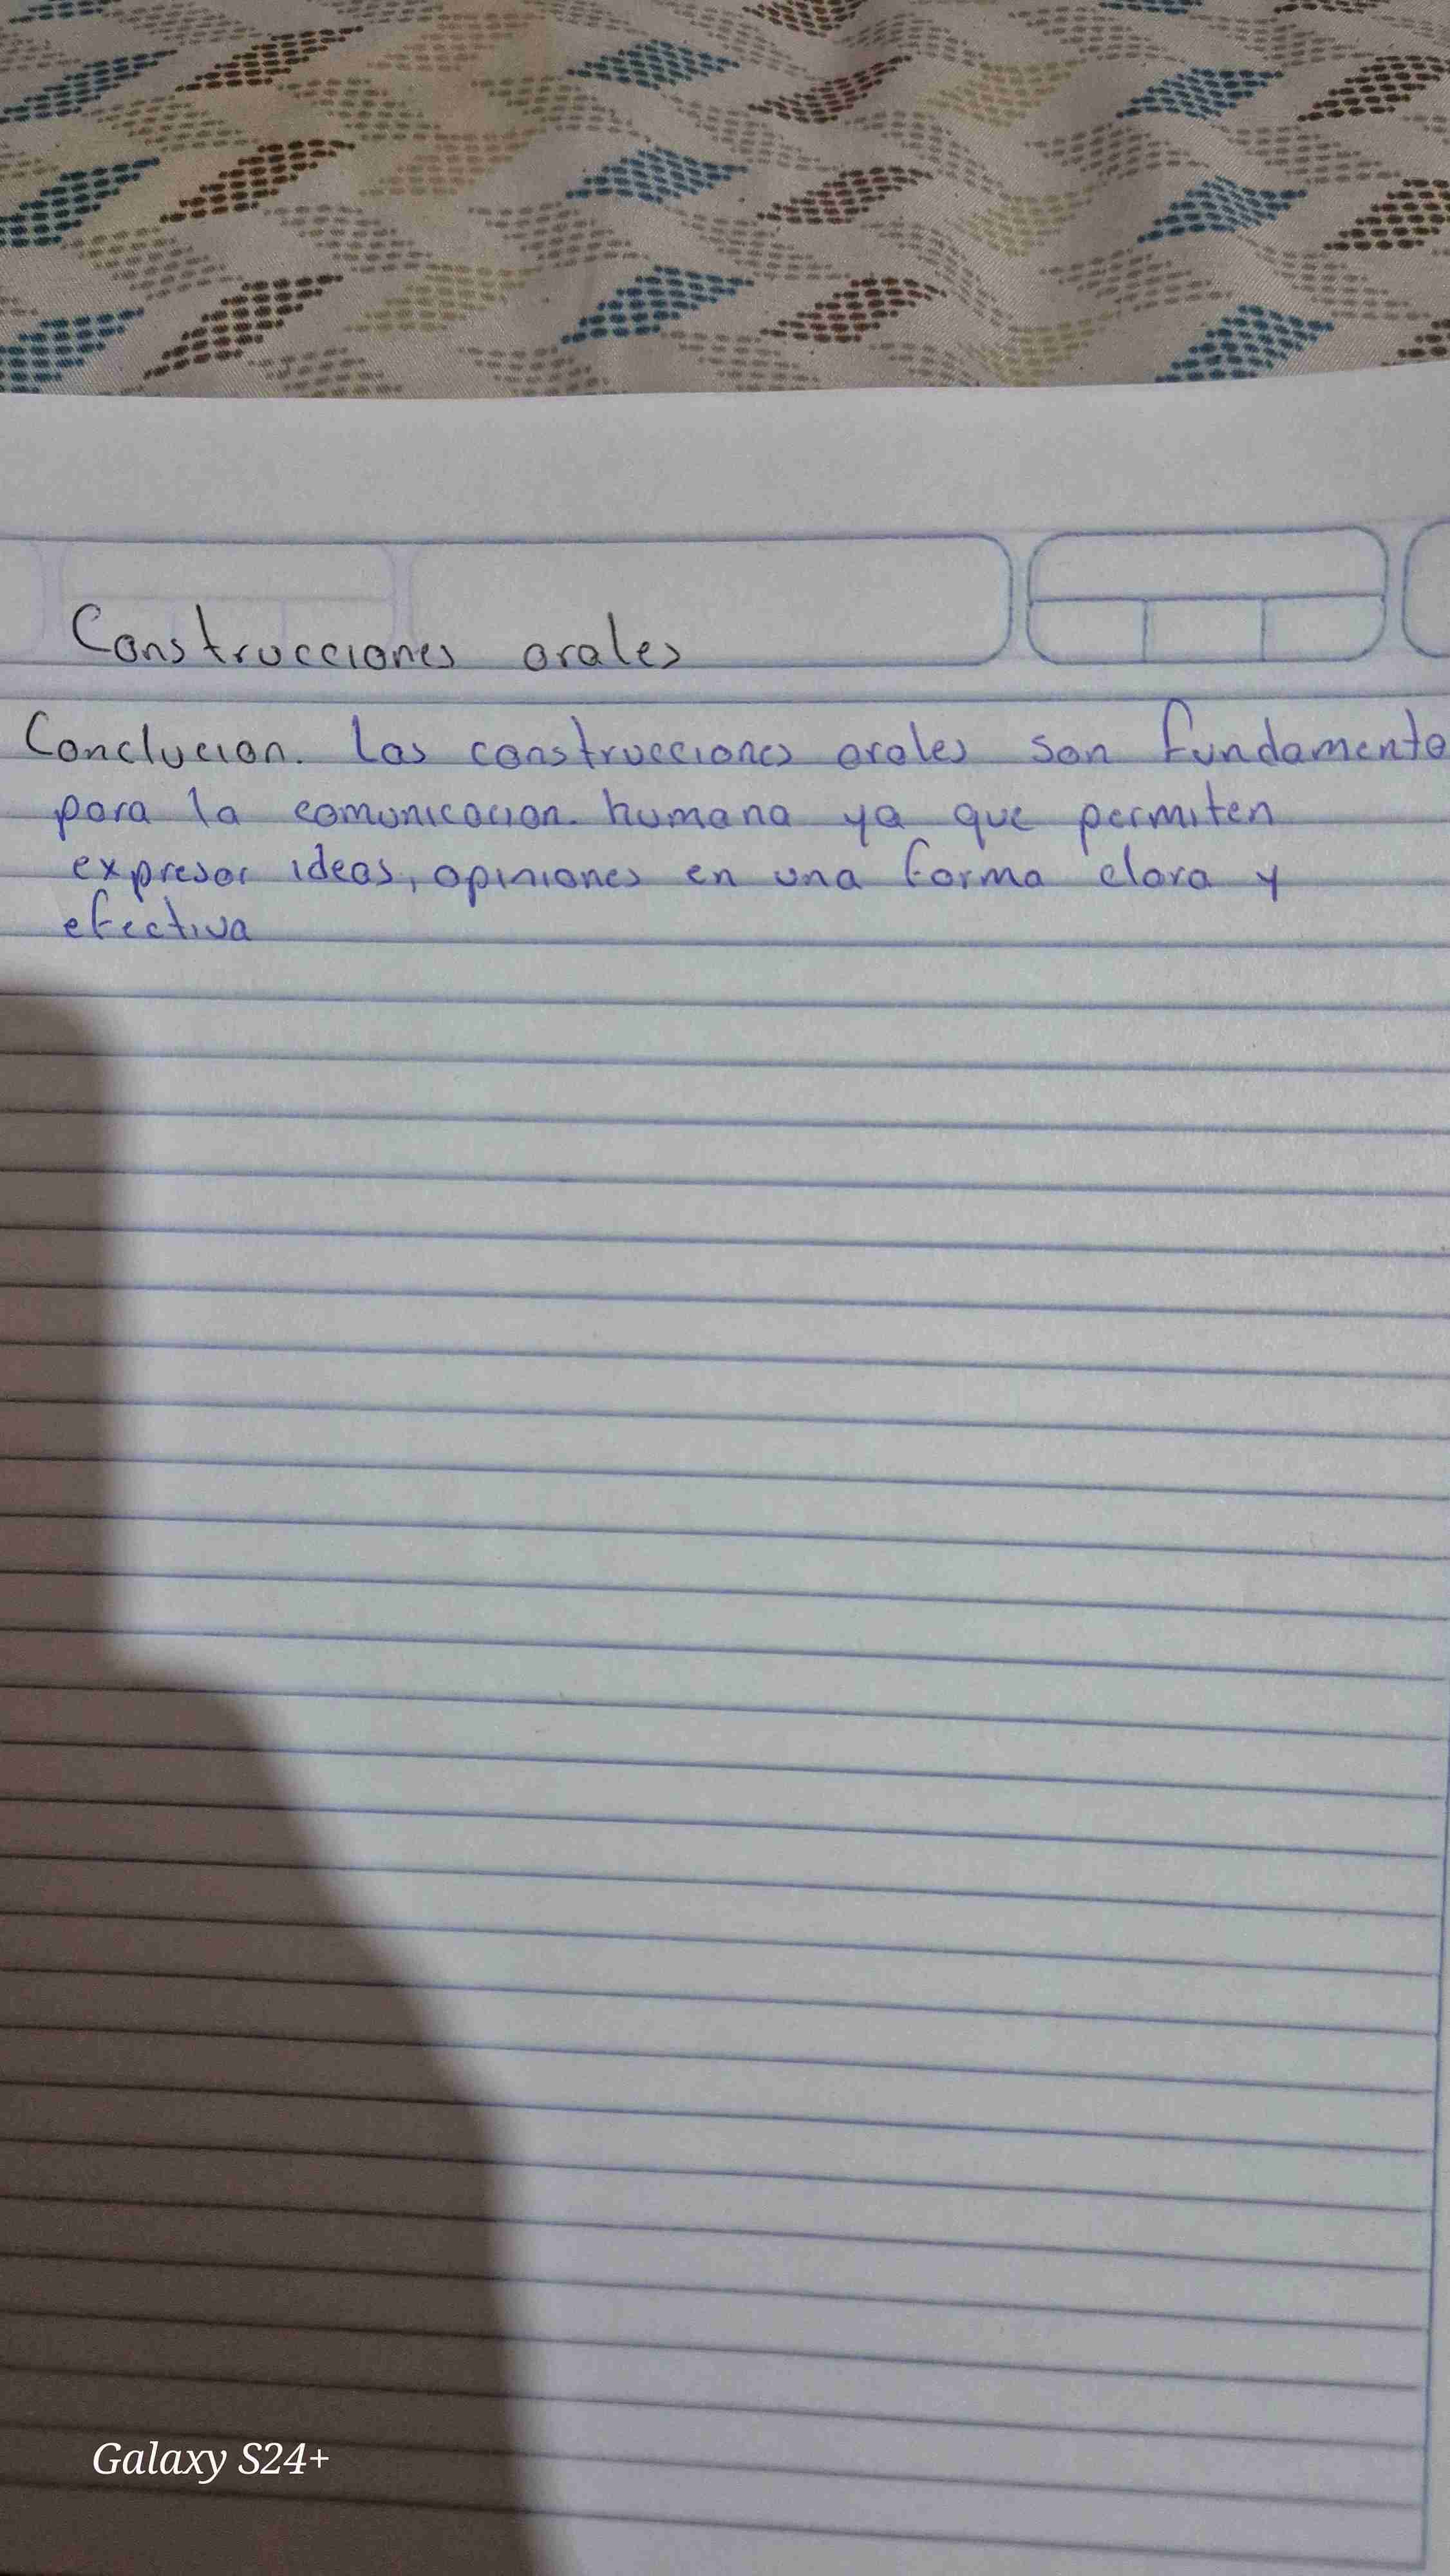 Construcciones orales
Conclucion. Las construcciones orales son fundamento
para la comunicacion. humana ya que permiten
expresar ideas, opiniones en una forma clara y
efectiva
Galaxy S24+